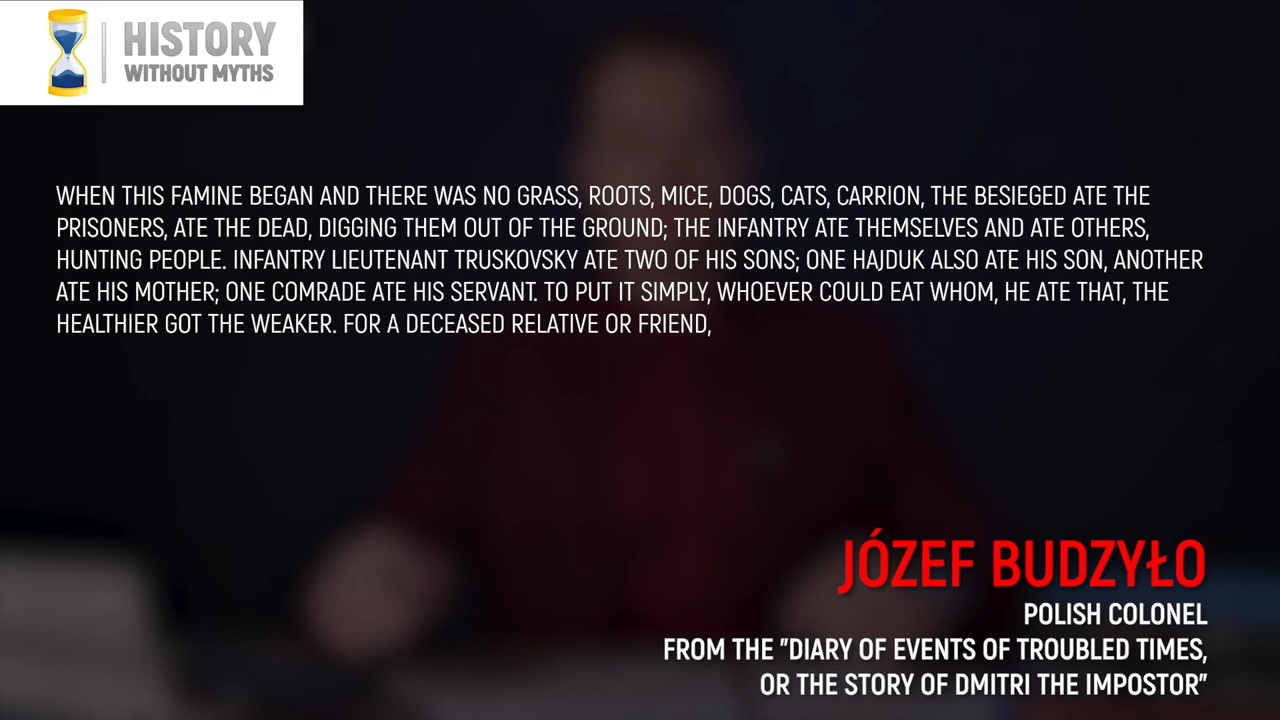 HISTORY
WITHOUT MYTHS
WHEN THIS FAMINE BEGAN AND THERE WAS NO GRASS, ROOTS, MICE, DOGS, CATS, CARRION, THE BESIEGED ATE THE
PRISONERS, ATE THE DEAD, DIGGING THEM OUT OF THE GROUND; THE INFANTRY ATE THEMSELVES AND ATE OTHERS,
HUNTING PEOPLE. INFANTRY LIEUTENANT TRUSKOVSKY ATE TWO OF HIS SONS; ONE HAJDUK ALSO ATE HIS SON, ANOTHER
ATE HIS MOTHER; ONE COMRADE ATE HIS SERVANT. TO PUT IT SIMPLY, WHOEVER COULD EAT WHOM, HE ATE THAT, THE
HEALTHIER GOT THE WEAKER. FOR A DECEASED RELATIVE OR FRIEND,
JÓZEF BUDZYŁO
POLISH COLONEL
FROM THE "DIARY OF EVENTS OF TROUBLED TIMES,
OR THE STORY OF DMITRI THE IMPOSTOR"